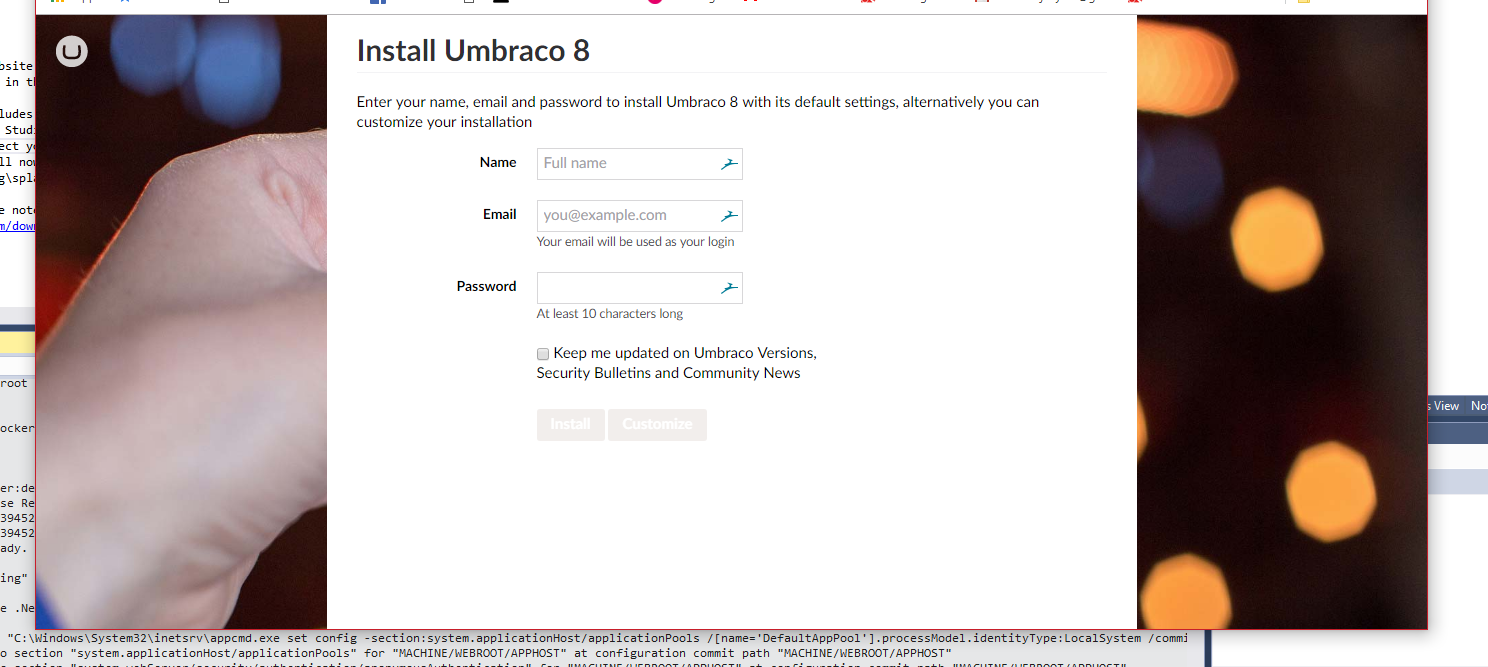 Install Umbraco 8
Enter your name, email and password to install Umbraco 8 with its default settings, alternatively you can
customize your installation
Name
Full name
Email
you@example.com
Your email will be used as your login
Password
At least 10 characters long
Keep me updated on Umbraco Versions,
Security Bulletins and Community News
Install Customize
bsite
in th
ludes
Studi
ect yo
ll now
g\spla
e note
m/down
root
ocker
er:de
se Re
39452
39452
ady.
ing"
e .Ne
s View Not
"C:\Windows\System32\inetsrv\appcmd.exe set config -section:system.applicationHost/applicationPools /[name='DefaultAppPool'].processModel.identityType:LocalSystem /commi
o section "system.applicationHost/applicationPools" for "MACHINE/WEBROOT/APPHOST" at configuration commit path "MACHINE/WEBROOT/APPHOST"